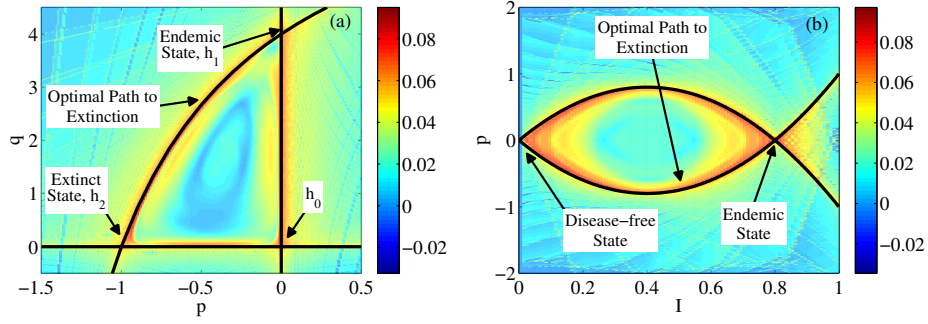 (a)
Endemic
State, h1
Optimal Path to
Extinction
Extinct
State, h2
h0
q
4
3
2
1
0
−1.5
−1
−0.5
0
0.5
p
0.08
0.06
0.04
0.02
0
−0.02
(b)
Optimal Path to
Extinction
Disease−free
State
Endemic
State
p
2
1
0
−1
−2
0
0.2
0.4
0.6
0.8
1
I
0.08
0.06
0.04
0.02
0
−0.02